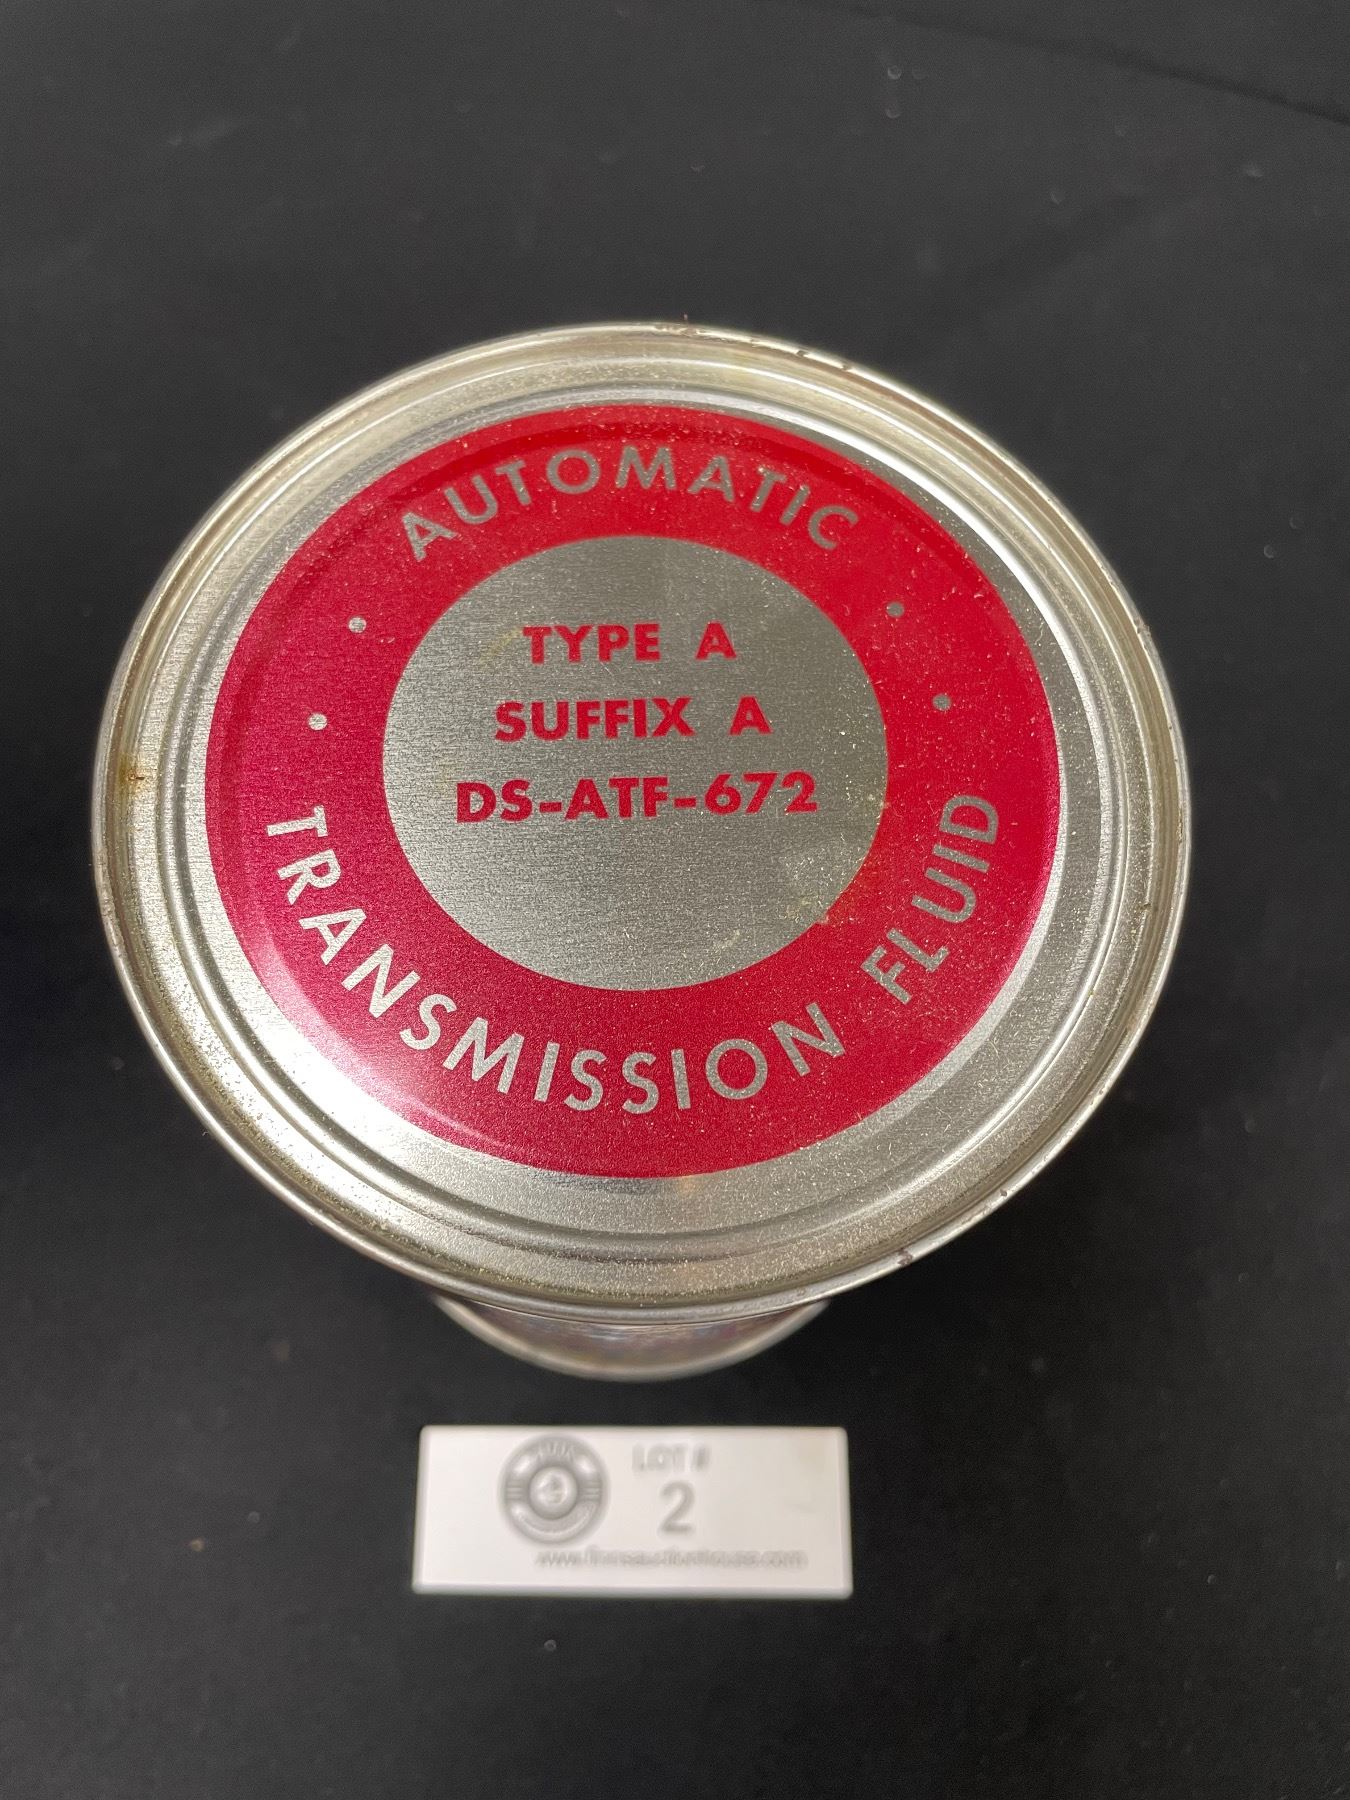 AUTOMATIC
TYPE A
SUFFIX A
DS-ATF-672
TRANSMISSION FLUID
LOT #
2